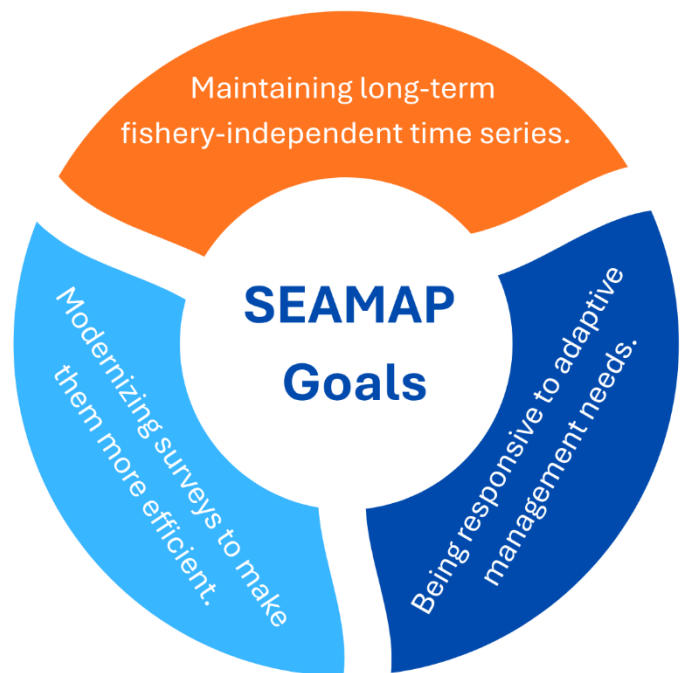 Maintaining long-term
fishery-independent time series.
SEAMAP
Goals
Being responsive to adaptive
management needs.
Modernizing surveys to make
them more efficient.